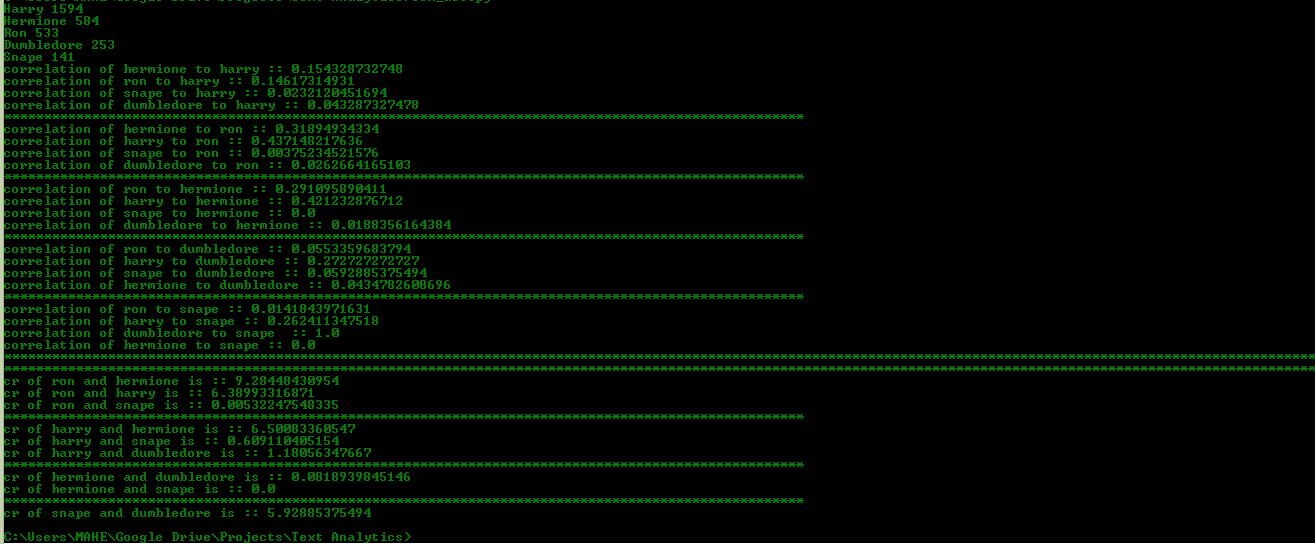 Harry 1594
Hermione 584
Ron 533
Dumbledore 253
Snape 141
correlation of hermione to harry :: 0.154328732748
correlation of ron to harry :: 0.14617314931
correlation of snape to harry :: 0.0232120451694
correlation of dumbledore to harry :: 0.043287327478
****************************************************************************************************
correlation of hermione to ron :: 0.31894934334
correlation of harry to ron :: 0.437148217636
correlation of snape to ron :: 0.00375234521576
correlation of dumbledore to ron :: 0.0262664165103
****************************************************************************************************
correlation of ron to hermione :: 0.291095890411
correlation of harry to hermione :: 0.421232876712
correlation of snape to hermione :: 0.0
correlation of dumbledore to hermione :: 0.0188356164384
****************************************************************************************************
correlation of ron to dumbledore :: 0.0553359683794
correlation of harry to dumbledore :: 0.272727272727
correlation of snape to dumbledore :: 0.0592885375494
correlation of hermione to dumbledore :: 0.0434782608696
****************************************************************************************************
correlation of ron to snape :: 0.0141843971631
correlation of harry to snape :: 0.262411347518
correlation of dumbledore to snape  :: 1.0
correlation of hermione to snape :: 0.0
********************************************************************************************************************************************************************
********************************************************************************************************************************************************************
cr of ron and hermione is :: 9.28448430954
cr of ron and harry is :: 6.38993316871
cr of ron and snape is :: 0.00532247548335
****************************************************************************************************
cr of harry and hermione is :: 6.50083360547
cr of harry and snape is :: 0.609110405154
cr of harry and dumbledore is :: 1.18056347667
****************************************************************************************************
cr of hermione and dumbledore is :: 0.0818939845146
cr of hermione and snape is :: 0.0
****************************************************************************************************
cr of snape and dumbledore is :: 5.92885375494
C:\Users\MAHE\Google Drive\Projects\Text Analytics>